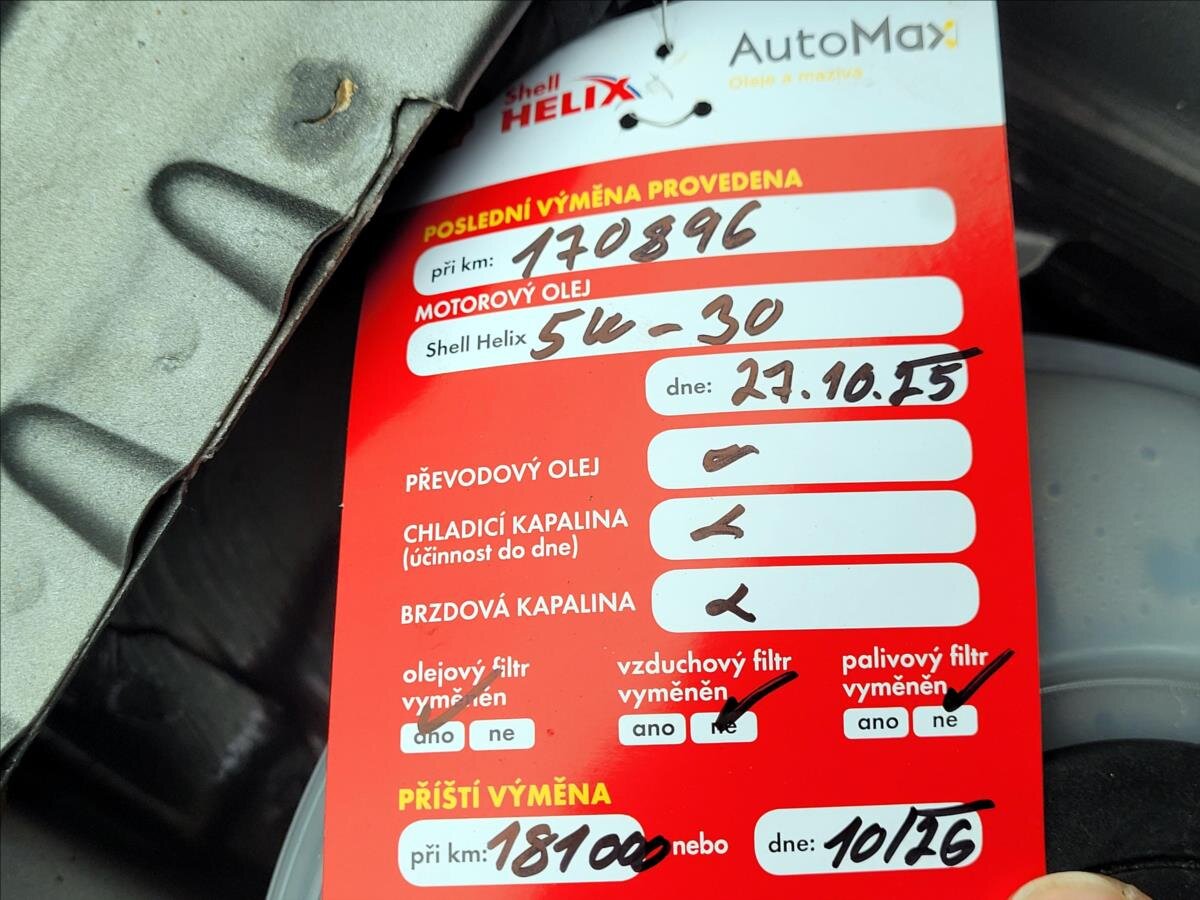 Shell
HELIX
AutoMax
Oleje a maziva
POSLEDNÍ VÝMĚNA PROVEDENA
při km: 170896
MOTOROVÝ OLEJ
Shell Helix 5W-30
dne: 27.10.25
PŘEVODOVÝ OLEJ -
CHLADICÍ KAPALINA
(účinnost do dne)
BRZDOVÁ KAPALINA
olejový filtr
vyměněn
ano ne
vzduchový filtr
vyměněn
ano ne
palivový filtr
vyměněn
ano ne
PŘÍŠTÍ VÝMĚNA
při km: 181000 nebo dne: 10/26